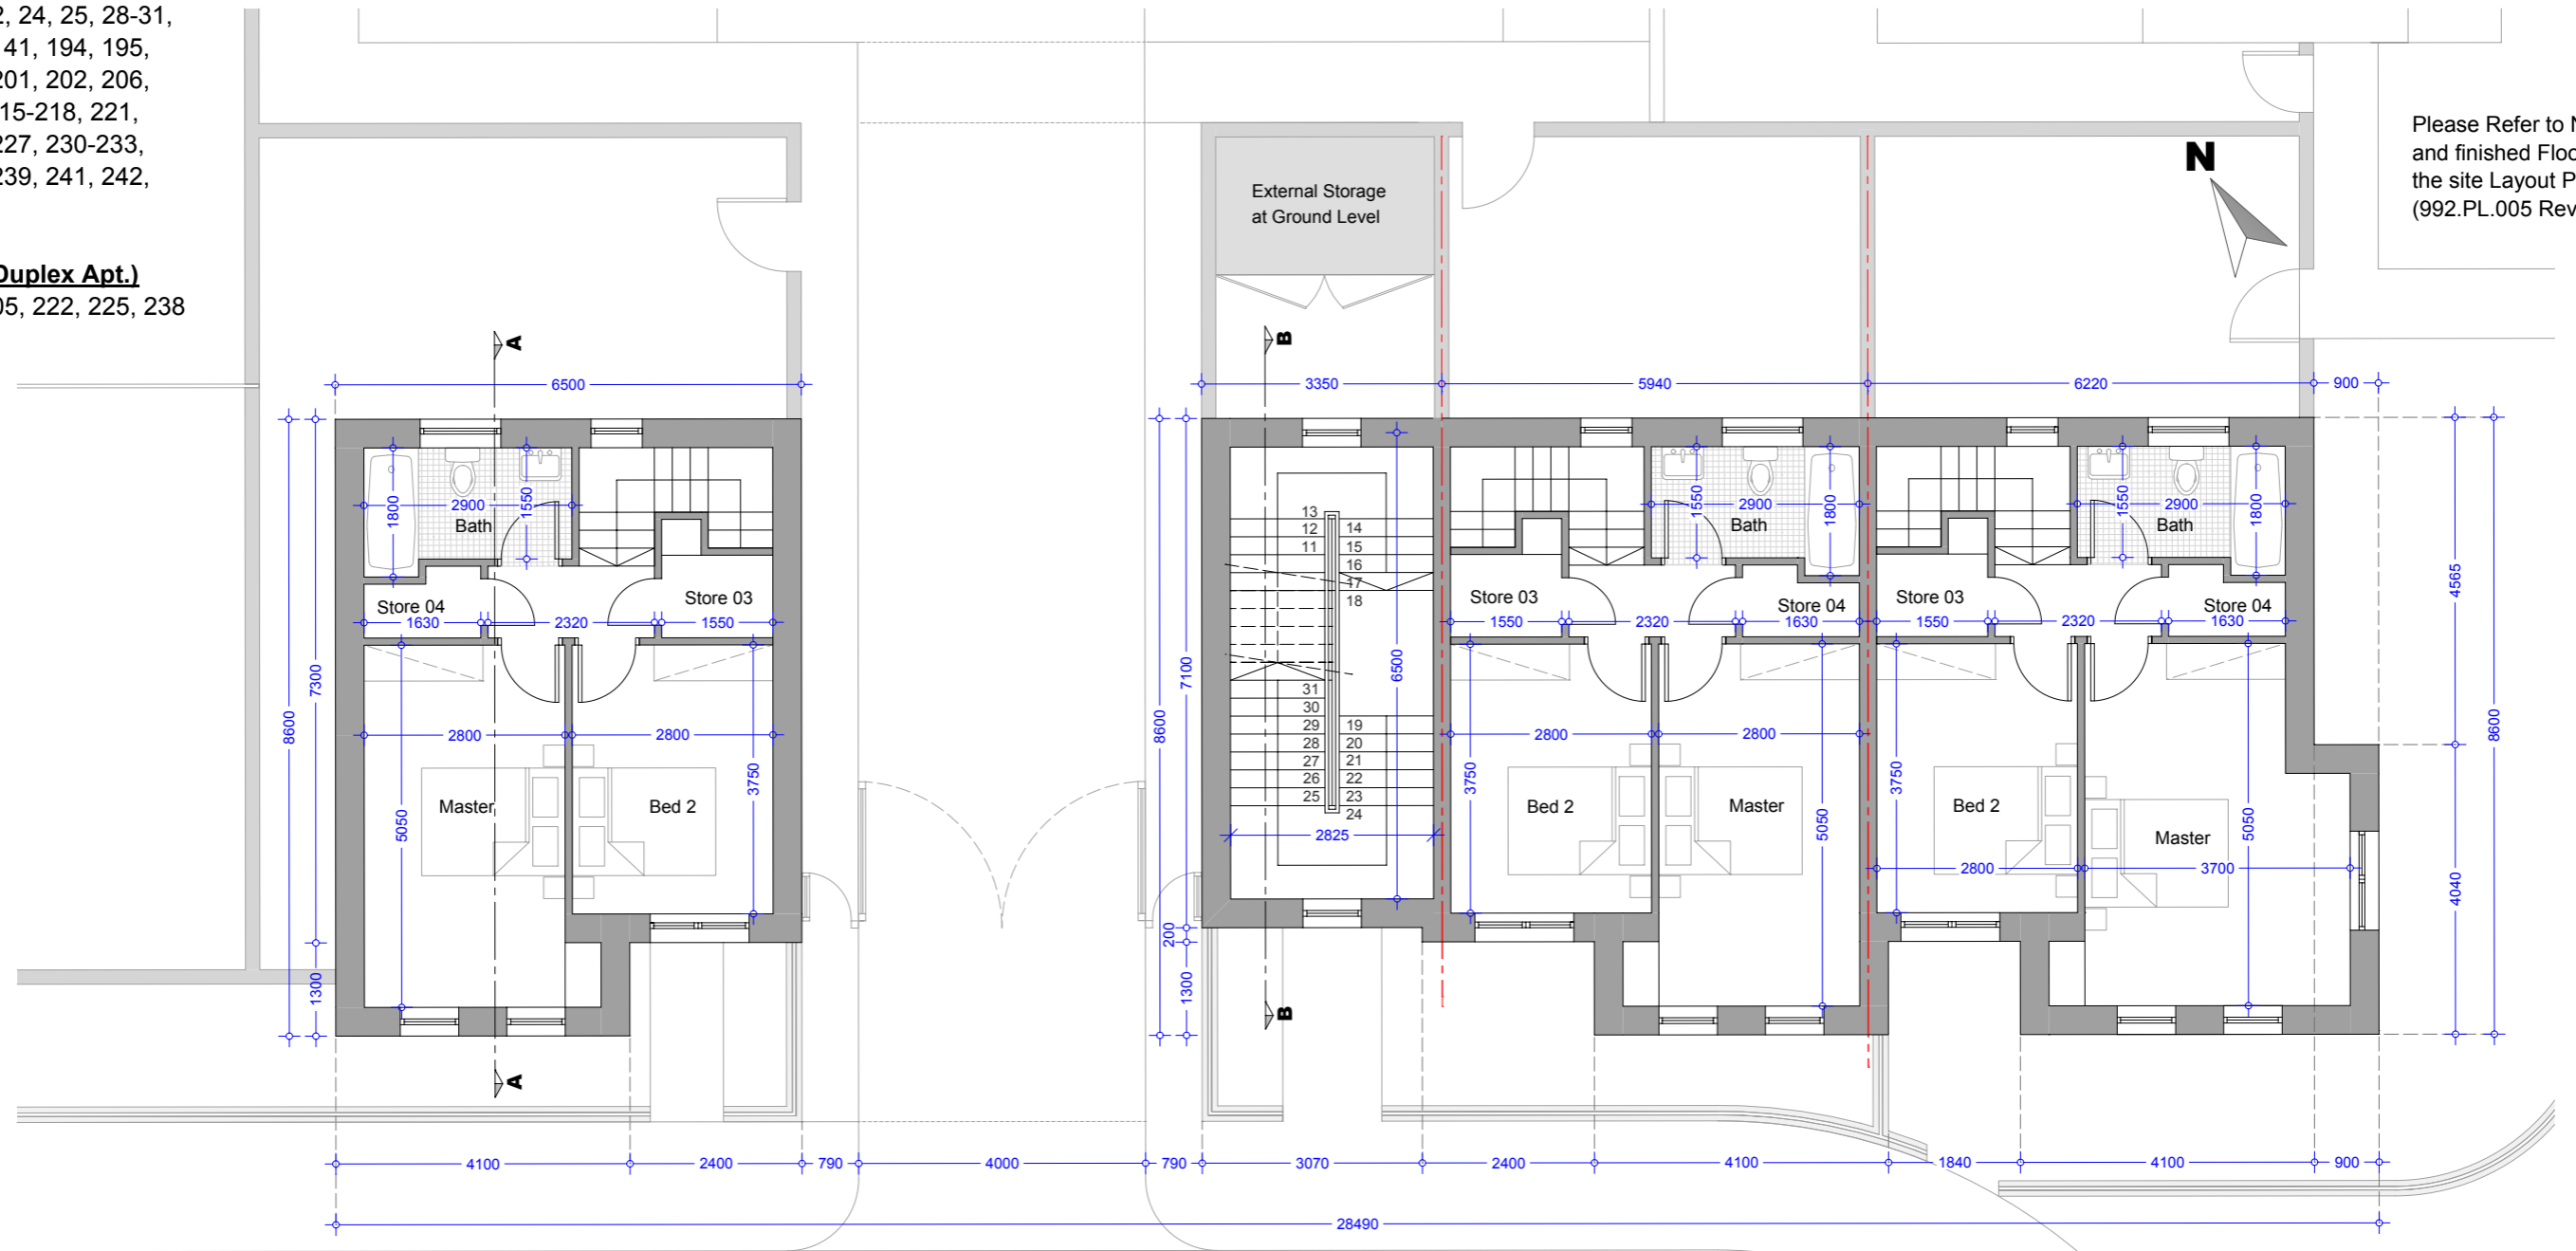 2, 24, 25, 28-31,
41, 194, 195,
201, 202, 206,
15-218, 221,
227, 230-233,
239, 241, 242,
Duplex Apt.)
05, 222, 225, 238
Please Refer to N
and finished Floo
the site Layout P
(992.PL.005 Rev
N
External Storage
at Ground Level
A
B
6500
3350
5940
6220
900
1800
2900
1550
Bath
1550
2900
1800
Bath
1550
2900
1800
Bath
13
12
11
14
15
16
17
18
Store 04
Store 03
1630
2320
1550
Store 03
Store 04
1550
2320
1630
Store 03
Store 04
1550
2320
1630
8600
7300
1300
8600
7100
200
1300
6500
4565
4040
8600
31
30
29
28
27
26
25
19
20
21
22
23
24
2825
2800
2800
5050
3750
Master
Bed 2
2800
2800
3750
5050
Bed 2
Master
3750
2800
5050
3700
Bed 2
Master
B
A
4100
2400
790
4000
790
3070
2400
4100
1840
4100
900
28490